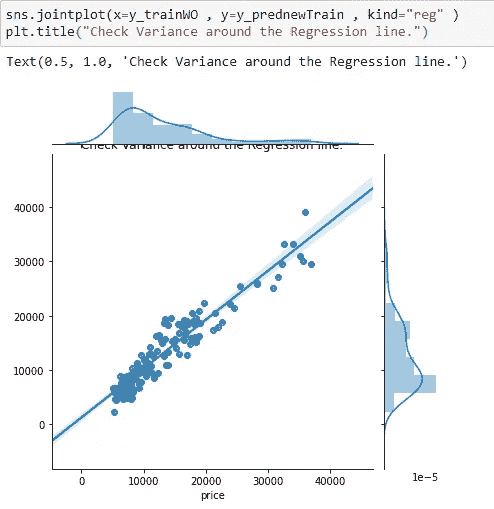 sns.jointplot(x=y_trainWO , y=y_prednewTrain , kind="reg" )
plt.title("Check Variance around the Regression line.")
Text(0.5, 1.0, 'Check Variance around the Regression line.')
Check Variance around the Regression line.
40000
30000
20000
10000
0
0 10000 20000 30000 40000
price
1e−5